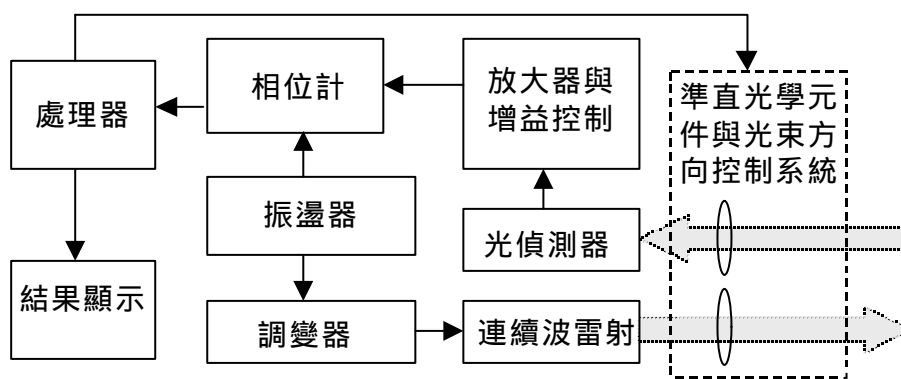 處理器
相位計
放大器與
增益控制
準直光學元
件與光束方
向控制系統
振盪器
光偵測器
結果顯示
調變器
連續波雷射